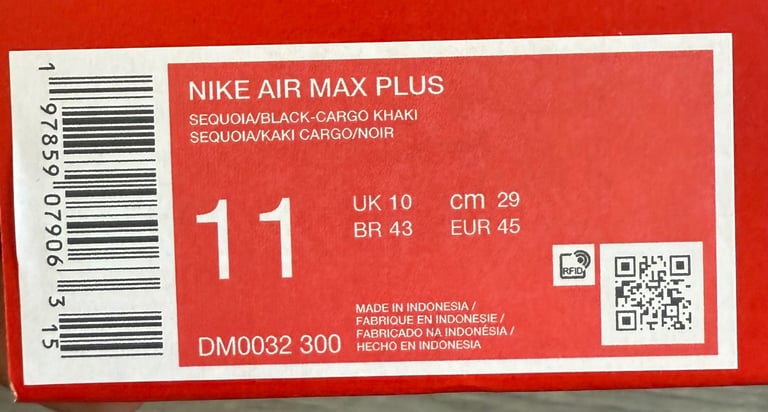 1 97859 07906 3 15
NIKE AIR MAX PLUS
SEQUOIA/BLACK-CARGO KHAKI
SEQUOIA/KAKI CARGO/NOIR
11
UK 10 cm 29
BR 43 EUR 45
RFID
MADE IN INDONESIA /
FABRIQUE EN INDONESIE /
FABRICADO NA INDONÉSIA /
HECHO EN INDONESIA
DM0032 300